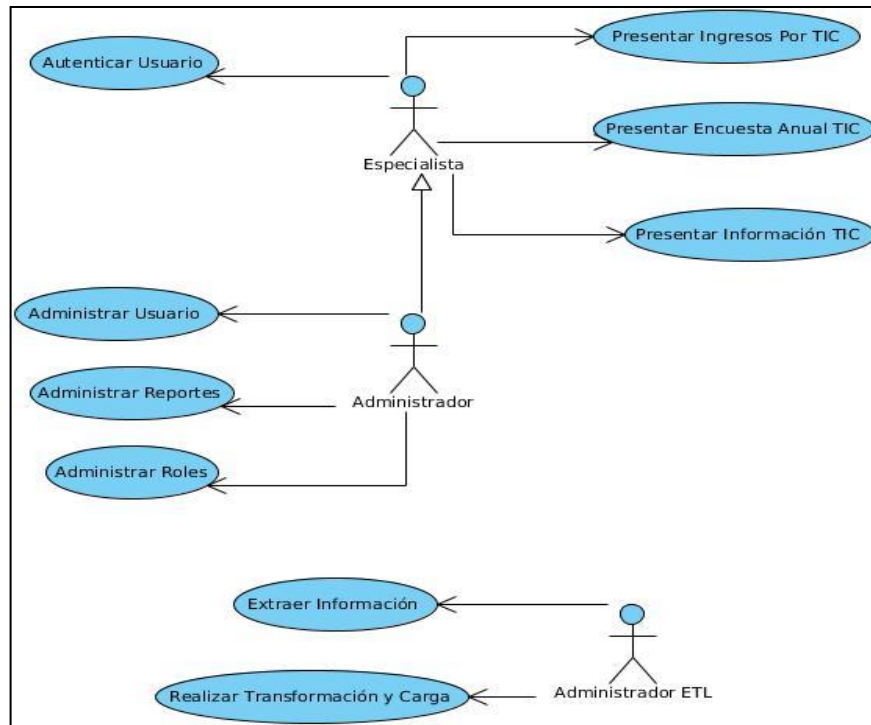 Presentar Ingresos Por TIC
Autenticar Usuario
Presentar Encuesta Anual TIC
Especialista
Presentar Información TIC
Administrar Usuario
Administrar Reportes
Administrador
Administrar Roles
Extraer Información
Administrador ETL
Realizar Transformación y Carga